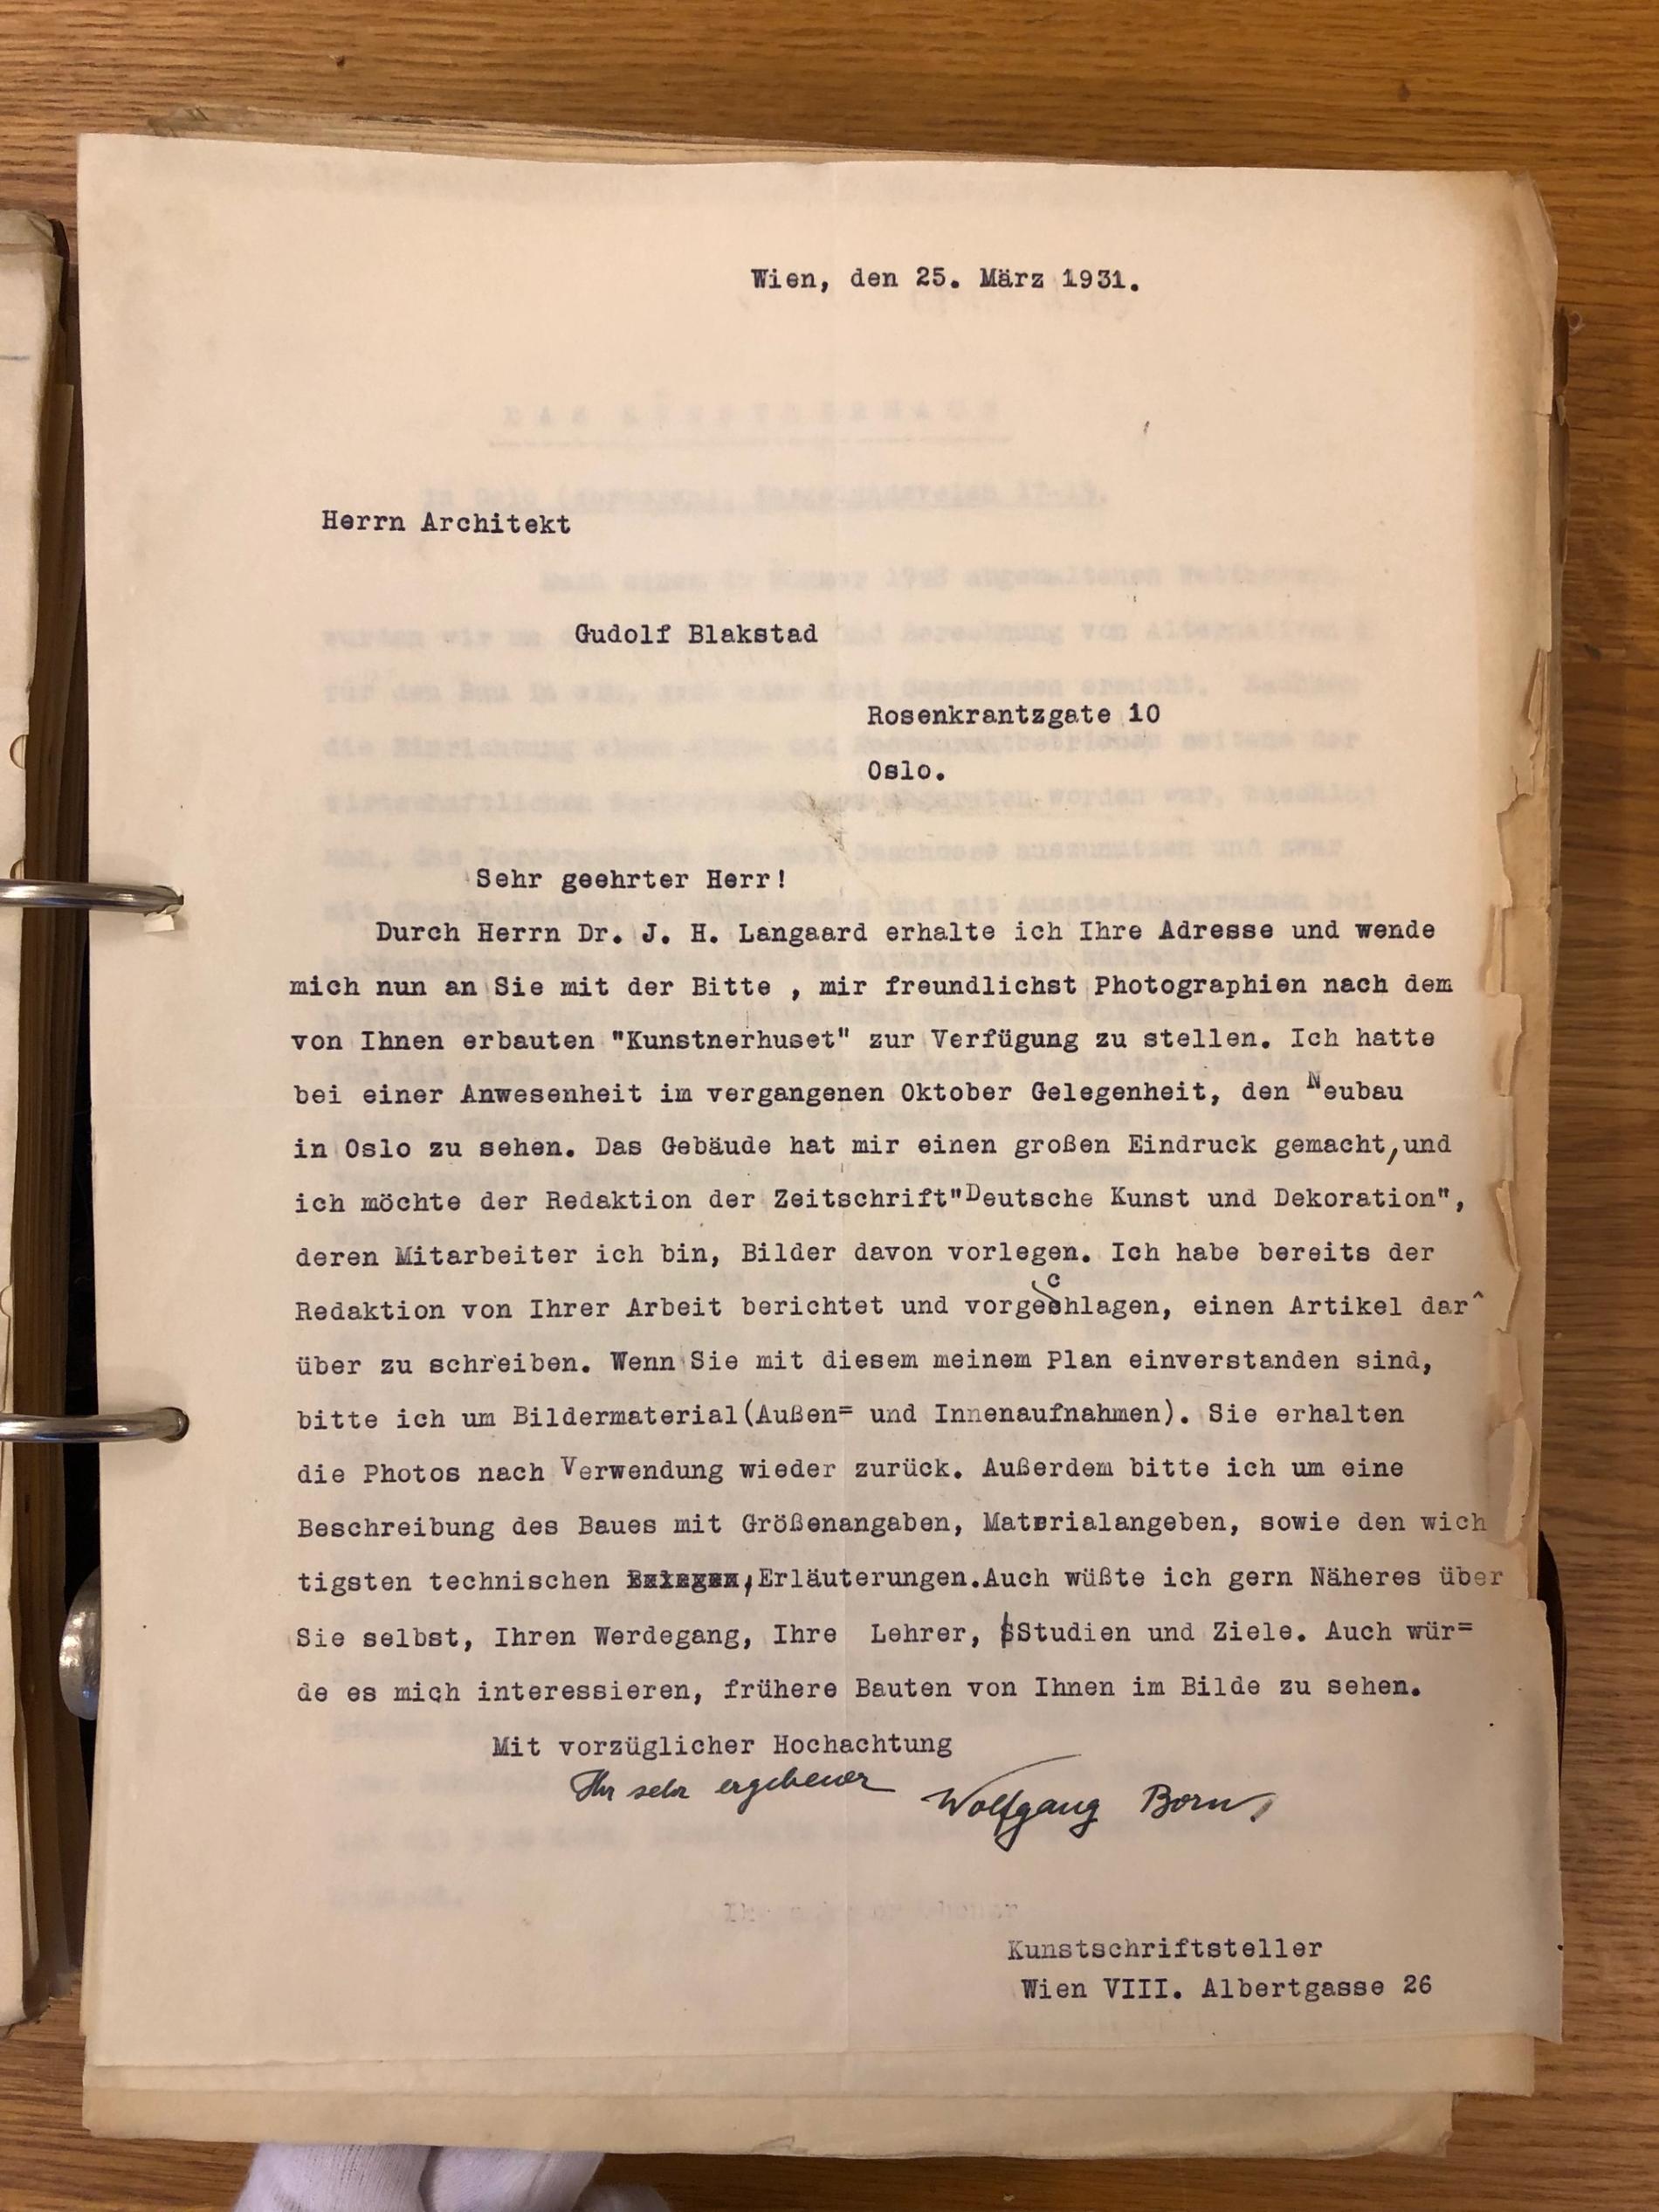 Wien, den 25. März 1931.
Herrn Architekt
Gudolf Blakstad
Rosenkrantzgate 10
Oslo.
Sehr geehrter Herr!
Durch Herrn Dr. J. H. Langaard erhalte ich Ihre Adresse und wende
mich nun an Sie mit der Bitte , mir freundlichst Photographien nach dem
von Ihnen erbauten "Kunstnerhuset" zur Verfügung zu stellen. Ich hatte
bei einer Anwesenheit im vergangenen Oktober Gelegenheit, den Neubau
in Oslo zu sehen. Das Gebäude hat mir einen großen Eindruck gemacht,und
ich möchte der Redaktion der Zeitschrift"Deutsche Kunst und Dekoration",
deren Mitarbeiter ich bin, Bilder davon vorlegen. Ich habe bereits der
Redaktion von Ihrer Arbeit berichtet und vorgeschlagen, einen Artikel dar^
über zu schreiben. Wenn Sie mit diesem meinem Plan einverstanden sind,
bitte ich um Bildermaterial(Außen= und Innenaufnahmen). Sie erhalten
die Photos nach Verwendung wieder zurück. Außerdem bitte ich um eine
Beschreibung des Baues mit Größenangaben, Materialangeben, sowie den wich
tigsten technischen Erläuterungen.Auch wüßte ich gern Näheres über
Sie selbst, Ihren Werdegang, Ihre Lehrer, Studien und Ziele. Auch wür=
de es mich interessieren, frühere Bauten von Ihnen im Bilde zu sehen.
Mit vorzüglicher Hochachtung
Ihr sehr ergebener Wolfgang Born
Kunstschriftsteller
Wien VIII. Albertgasse 26